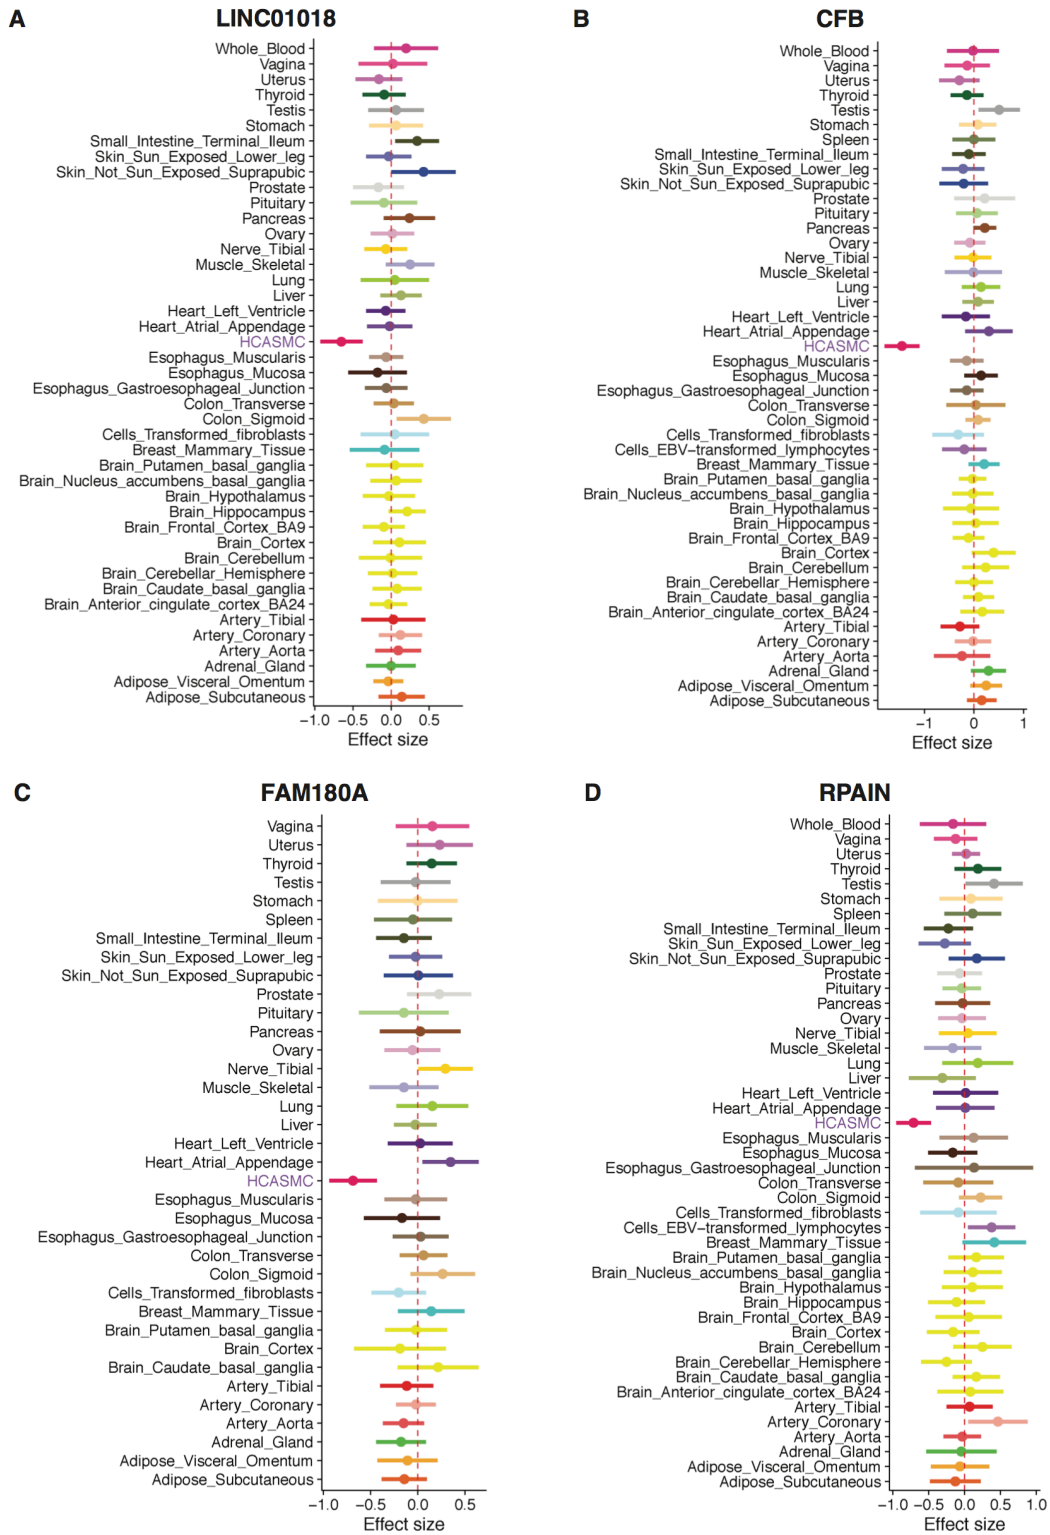 A
LINC01018
Whole_Blood
Vagina
Uterus
Thyroid
Testis
Stomach
Small_Intestine_Terminal_Ileum
Skin_Sun_Exposed_Lower_leg
Skin_Not_Sun_Exposed_Suprapubic
Prostate
Pituitary
Pancreas
Ovary
Nerve_Tibial
Muscle_Skeletal
Lung
Liver
Heart_Left_Ventricle
Heart_Atrial_Appendage
HCASMC
Esophagus_Muscularis
Esophagus_Mucosa
Esophagus_Gastroesophageal_Junction
Colon_Transverse
Colon_Sigmoid
Cells_Transformed_fibroblasts
Breast_Mammary_Tissue
Brain_Putamen_basal_ganglia
Brain_Nucleus_accumbens_basal_ganglia
Brain_Hypothalamus
Brain_Hippocampus
Brain_Frontal_Cortex_BA9
Brain_Cortex
Brain_Cerebellum
Brain_Cerebellar_Hemisphere
Brain_Caudate_basal_ganglia
Brain_Anterior_cingulate_cortex_BA24
Artery_Tibial
Artery_Coronary
Artery_Aorta
Adrenal_Gland
Adipose_Visceral_Omentum
Adipose_Subcutaneous
−1.0 −0.5 0.0 0.5
Effect size
B
CFB
Whole_Blood
Vagina
Uterus
Thyroid
Testis
Stomach
Spleen
Small_Intestine_Terminal_Ileum
Skin_Sun_Exposed_Lower_leg
Skin_Not_Sun_Exposed_Suprapubic
Prostate
Pituitary
Pancreas
Ovary
Nerve_Tibial
Muscle_Skeletal
Lung
Liver
Heart_Left_Ventricle
Heart_Atrial_Appendage
HCASMC
Esophagus_Muscularis
Esophagus_Mucosa
Esophagus_Gastroesophageal_Junction
Colon_Transverse
Colon_Sigmoid
Cells_Transformed_fibroblasts
Cells_EBV−transformed_lymphocytes
Breast_Mammary_Tissue
Brain_Putamen_basal_ganglia
Brain_Nucleus_accumbens_basal_ganglia
Brain_Hypothalamus
Brain_Hippocampus
Brain_Frontal_Cortex_BA9
Brain_Cortex
Brain_Cerebellum
Brain_Cerebellar_Hemisphere
Brain_Caudate_basal_ganglia
Brain_Anterior_cingulate_cortex_BA24
Artery_Tibial
Artery_Coronary
Artery_Aorta
Adrenal_Gland
Adipose_Visceral_Omentum
Adipose_Subcutaneous
−1 0 1
Effect size
C
FAM180A
Vagina
Uterus
Thyroid
Testis
Stomach
Spleen
Small_Intestine_Terminal_Ileum
Skin_Sun_Exposed_Lower_leg
Skin_Not_Sun_Exposed_Suprapubic
Prostate
Pituitary
Pancreas
Ovary
Nerve_Tibial
Muscle_Skeletal
Lung
Liver
Heart_Left_Ventricle
Heart_Atrial_Appendage
HCASMC
Esophagus_Muscularis
Esophagus_Mucosa
Esophagus_Gastroesophageal_Junction
Colon_Transverse
Colon_Sigmoid
Cells_Transformed_fibroblasts
Breast_Mammary_Tissue
Brain_Putamen_basal_ganglia
Brain_Cortex
Brain_Caudate_basal_ganglia
Artery_Tibial
Artery_Coronary
Artery_Aorta
Adrenal_Gland
Adipose_Visceral_Omentum
Adipose_Subcutaneous
−1.0 −0.5 0.0 0.5
Effect size
D
RPAIN
Whole_Blood
Vagina
Uterus
Thyroid
Testis
Stomach
Spleen
Small_Intestine_Terminal_Ileum
Skin_Sun_Exposed_Lower_leg
Skin_Not_Sun_Exposed_Suprapubic
Prostate
Pituitary
Pancreas
Ovary
Nerve_Tibial
Muscle_Skeletal
Lung
Liver
Heart_Left_Ventricle
Heart_Atrial_Appendage
HCASMC
Esophagus_Muscularis
Esophagus_Mucosa
Esophagus_Gastroesophageal_Junction
Colon_Transverse
Colon_Sigmoid
Cells_Transformed_fibroblasts
Cells_EBV−transformed_lymphocytes
Breast_Mammary_Tissue
Brain_Putamen_basal_ganglia
Brain_Nucleus_accumbens_basal_ganglia
Brain_Hypothalamus
Brain_Hippocampus
Brain_Frontal_Cortex_BA9
Brain_Cortex
Brain_Cerebellum
Brain_Cerebellar_Hemisphere
Brain_Caudate_basal_ganglia
Brain_Anterior_cingulate_cortex_BA24
Artery_Tibial
Artery_Coronary
Artery_Aorta
Adrenal_Gland
Adipose_Visceral_Omentum
Adipose_Subcutaneous
−1.0 −0.5 0.0 0.5 1.0
Effect size